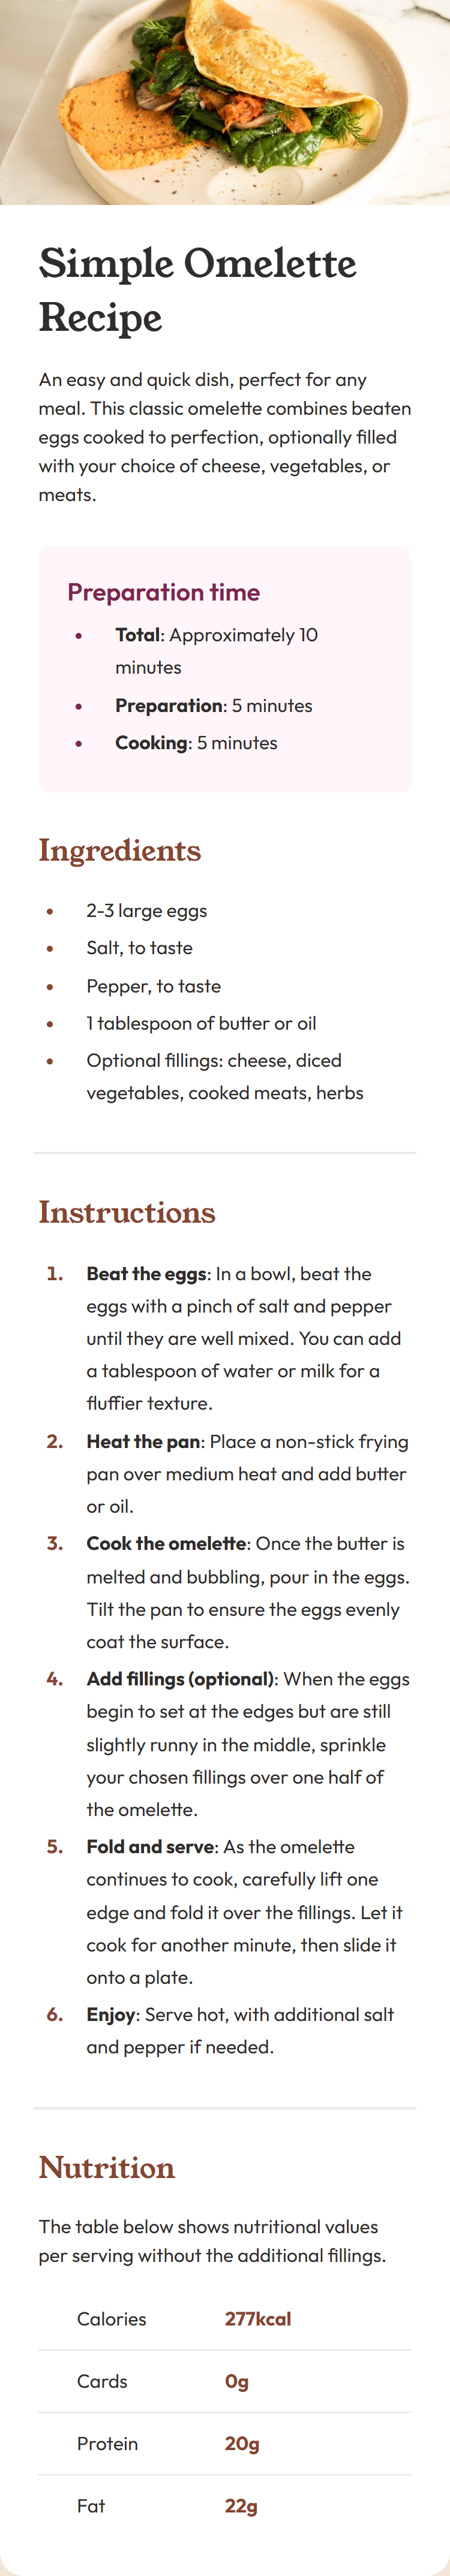 Simple Omelette
Recipe
An easy and quick dish, perfect for any
meal. This classic omelette combines beaten
eggs cooked to perfection, optionally filled
with your choice of cheese, vegetables, or
meats.
Preparation time
• Total: Approximately 10
minutes
• Preparation: 5 minutes
• Cooking: 5 minutes
Ingredients
• 2-3 large eggs
• Salt, to taste
• Pepper, to taste
• 1 tablespoon of butter or oil
• Optional fillings: cheese, diced
vegetables, cooked meats, herbs
Instructions
1. Beat the eggs: In a bowl, beat the
eggs with a pinch of salt and pepper
until they are well mixed. You can add
a tablespoon of water or milk for a
fluffier texture.
2. Heat the pan: Place a non-stick frying
pan over medium heat and add butter
or oil.
3. Cook the omelette: Once the butter is
melted and bubbling, pour in the eggs.
Tilt the pan to ensure the eggs evenly
coat the surface.
4. Add fillings (optional): When the eggs
begin to set at the edges but are still
slightly runny in the middle, sprinkle
your chosen fillings over one half of
the omelette.
5. Fold and serve: As the omelette
continues to cook, carefully lift one
edge and fold it over the fillings. Let it
cook for another minute, then slide it
onto a plate.
6. Enjoy: Serve hot, with additional salt
and pepper if needed.
Nutrition
The table below shows nutritional values
per serving without the additional fillings.
Calories 277kcal
Cards 0g
Protein 20g
Fat 22g